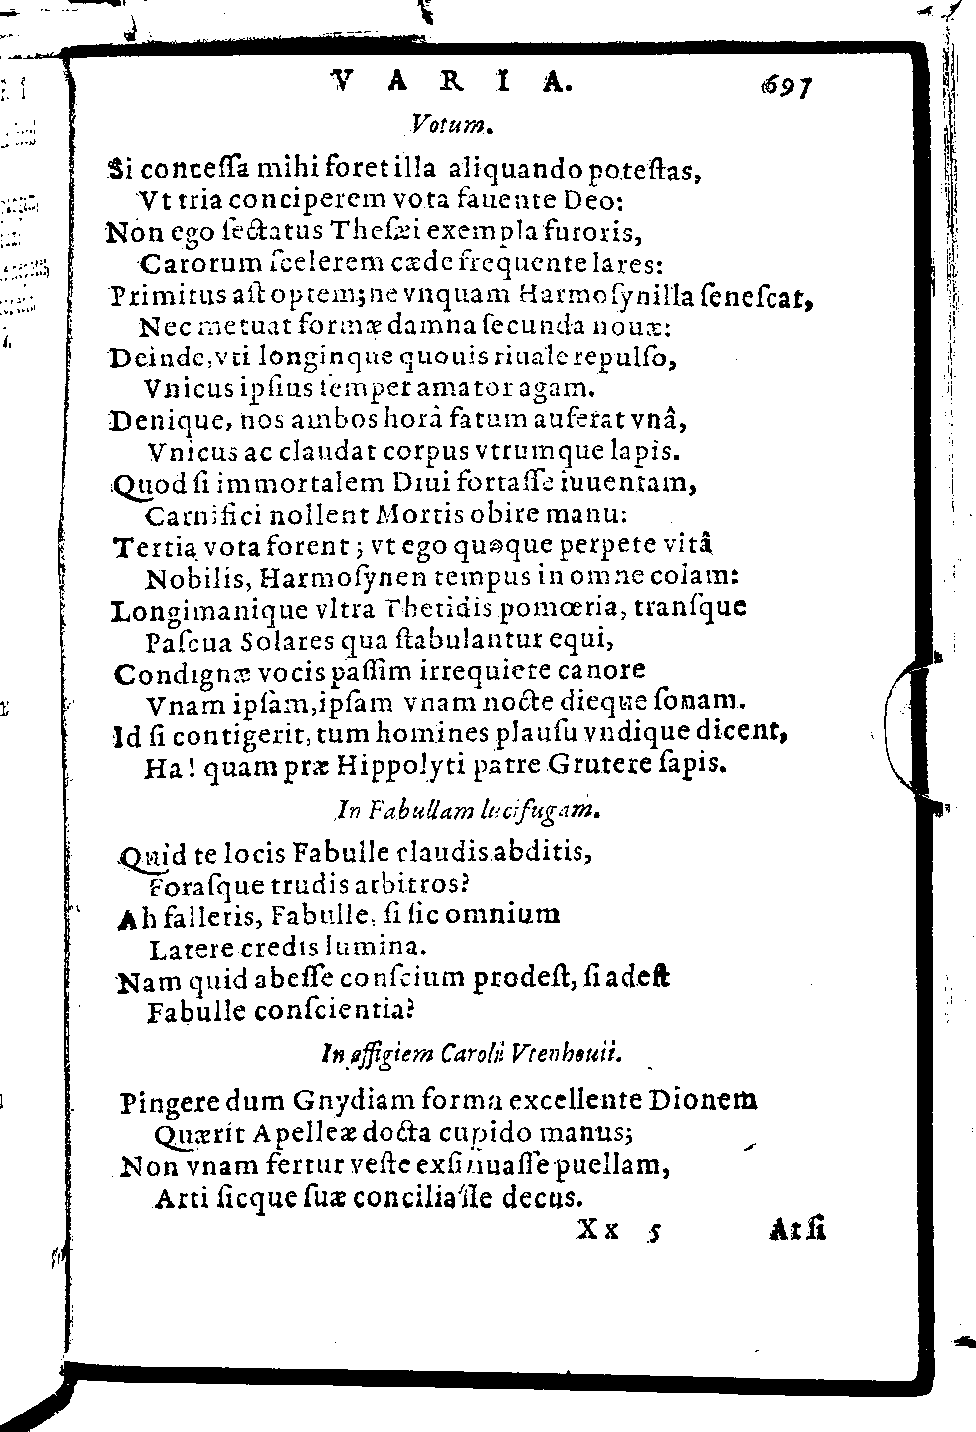 VARIA. 697
Votum.
Si conceſſa mihi foret illa aliquando poteſtas,
Vt tria conciperem vota fauente Deo:
Non ego ſectatus Theſæi exempla furoris,
Carorum ſcelerem cæde frequente lares:
Primitus aſt optem; ne vnquam Harmoſynilla ſeneſcat,
Nec metuat formæ damna ſecunda nouæ:
Deinde, vti longinque quouis riuale repulſo,
Vnicus ipſius ſemper amator agam.
Denique, nos ambos horâ fatum auferat vnâ,
Vnicus ac claudat corpus vtrumque lapis.
Quod ſi immortalem Diui fortaſſe iuuentam,
Carnifici nollent Mortis obire manu:
Tertia vota forent; vt ego quoque perpete vitâ
Nobilis, Harmoſynen tempus in omne colam:
Longimanique vltra Thetidis pomœria, tranſque
Paſcua Solares qua ſtabulantur equi,
Condignæ vocis paſſim irrequiete canore
Vnam ipſam, ipſam vnam nocte dieque ſonam.
Id ſi contigerit, tum homines plauſu vndique dicent,
Ha! quam præ Hippolyti patre Grutere ſapis.
In Fabullam lucifugam.
Quid te locis Fabulle claudis abditis,
Foraſque trudis arbitros?
Ah falleris, Fabulle, ſi ſic omnium
Latere credis lumina.
Nam quid abeſſe conſcium prodeſt, ſi adeſt
Fabulle conſcientia?
In effigiem Carolii Vtenhouii.
Pingere dum Gnydiam forma excellente Dionem
Quærit Apelleæ docta cupido manus;
Non vnam fertur veſte exſinuaſſe puellam,
Arti ſicque ſuæ conciliaſſe decus.
Xx 5 At ſi